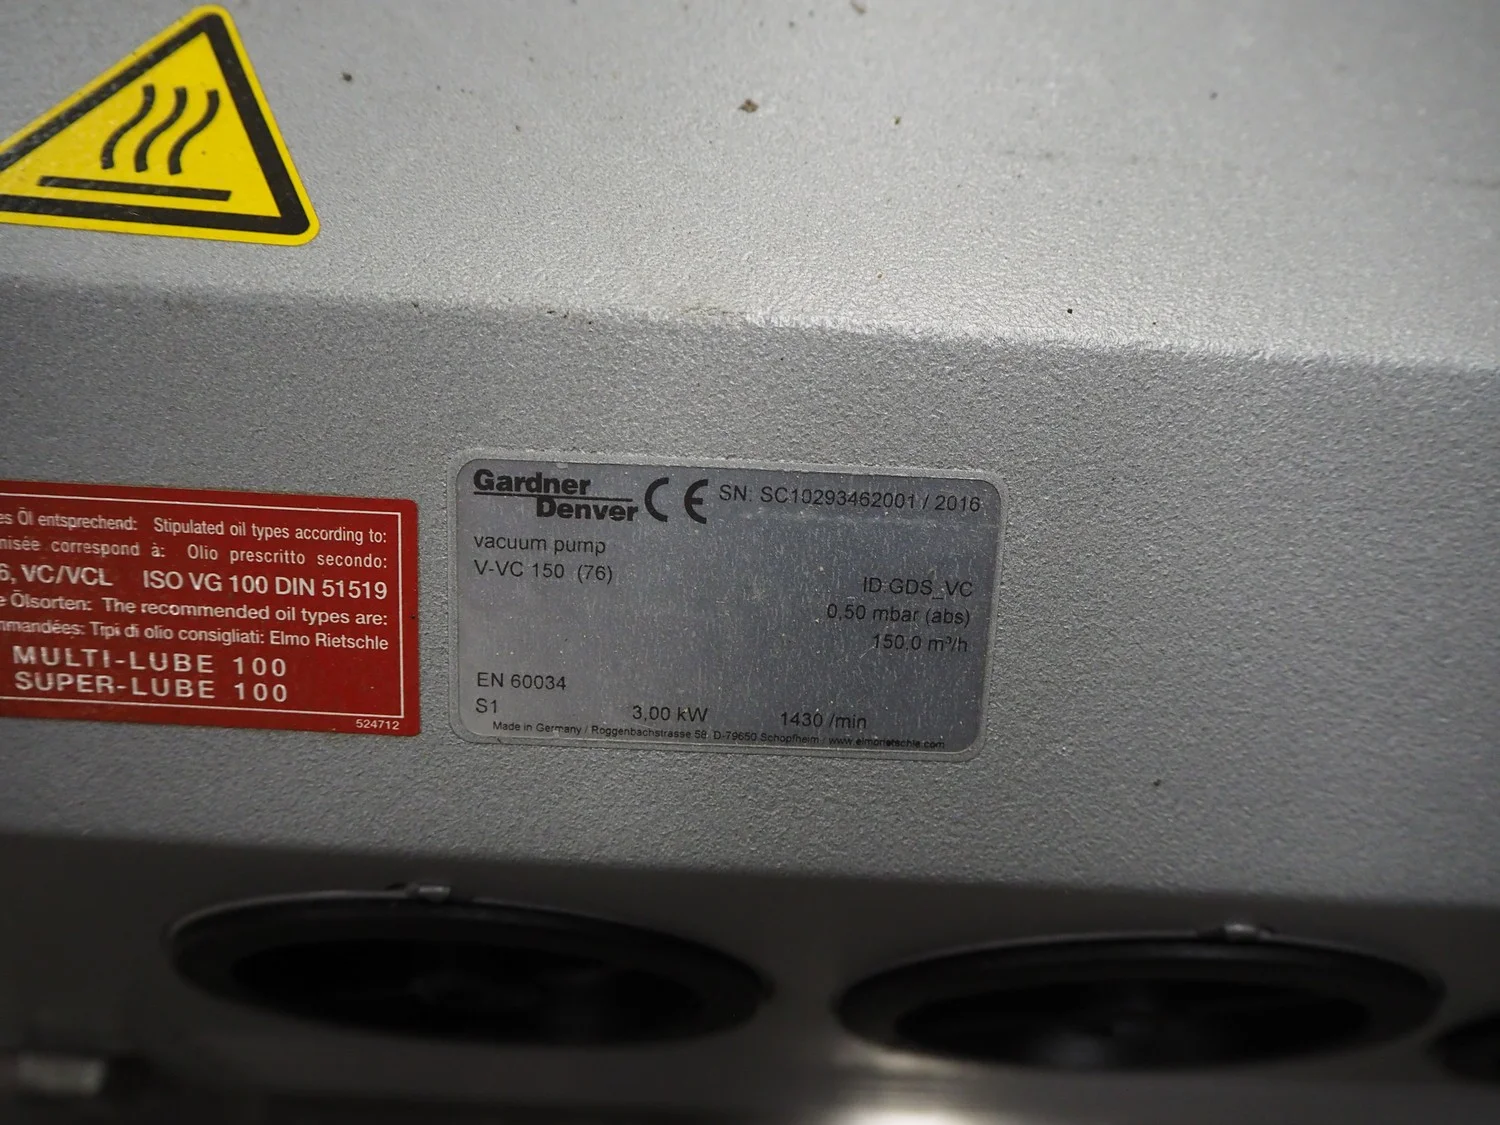 es Öl entsprechend: Stipulated oil types according to:
correspond à: Olio prescritto secondo:
6, VC/VCL ISO VG 100 DIN 51519
e Ölsorten: The recommended oil types are:
Tipi di olio consigliati: Elmo Rietschle
MULTI-LUBE 100
SUPER-LUBE 100
524712
Gardner
Denver CE SN: SC10293462001 / 2016
vacuum pump
V-VC 150 (76)
ID:GDS_VC
0,50 mbar (abs)
150,0 m³/h
EN 60034
S1 3,00 kW 1430 /min
Made in Germany / Roggenbachstrasse 58, D-79650 Schopfheim / www.elmorietschle.com